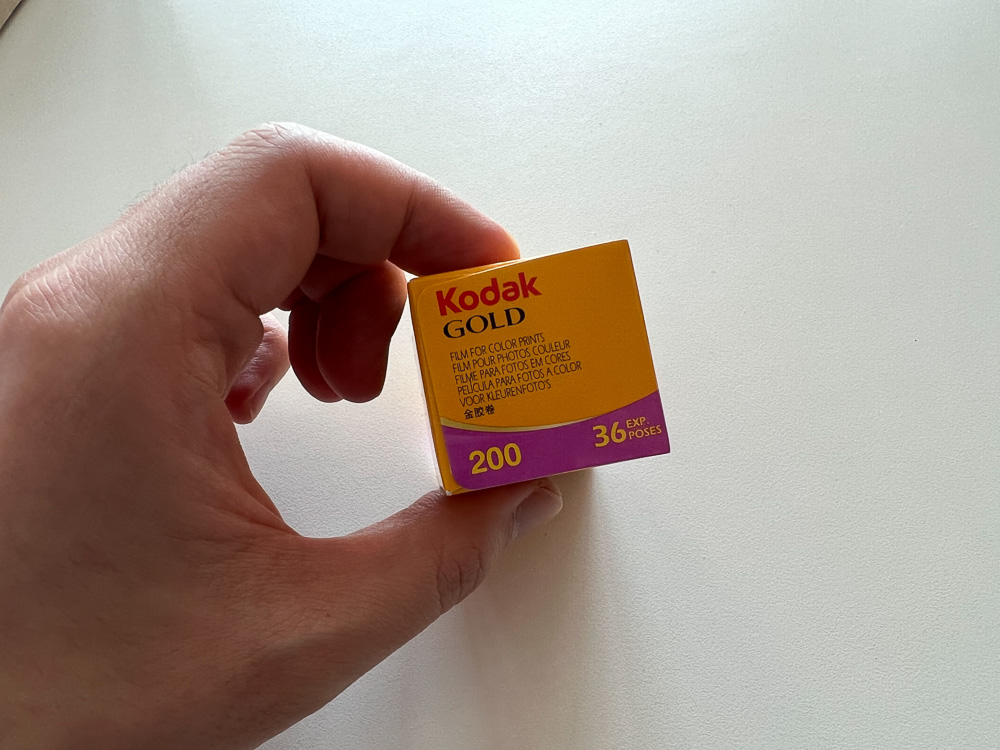 Kodak
GOLD
FILM FOR COLOR PRINTS
FILM POUR PHOTOS COULEUR
FILME PARA FOTOS EM CORES
PELÍCULA PARA FOTOS A COLOR
VOOR KLEURENFOTO'S
金胶卷
200
36 EXP.
POSES